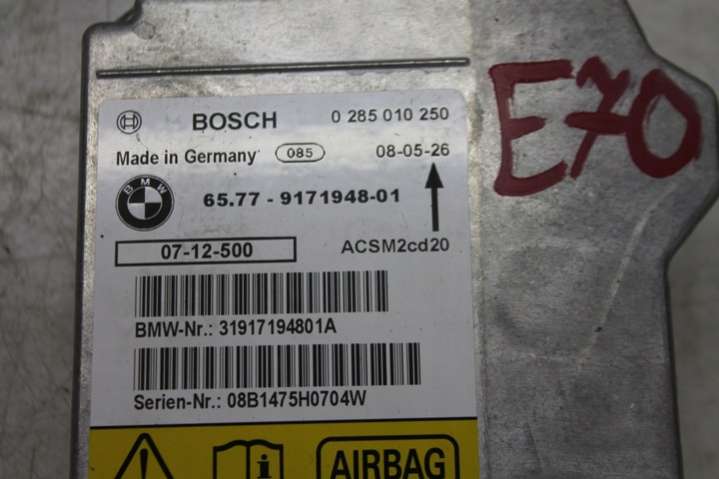 BOSCH 0 285 010 250
Made in Germany 085 08-05-26
BMW 65.77 - 9171948-01
07-12-500 ACSM2cd20
BMW-Nr.: 31917194801A
Serien-Nr.: 08B1475H0704W
i AIRBAG
E70